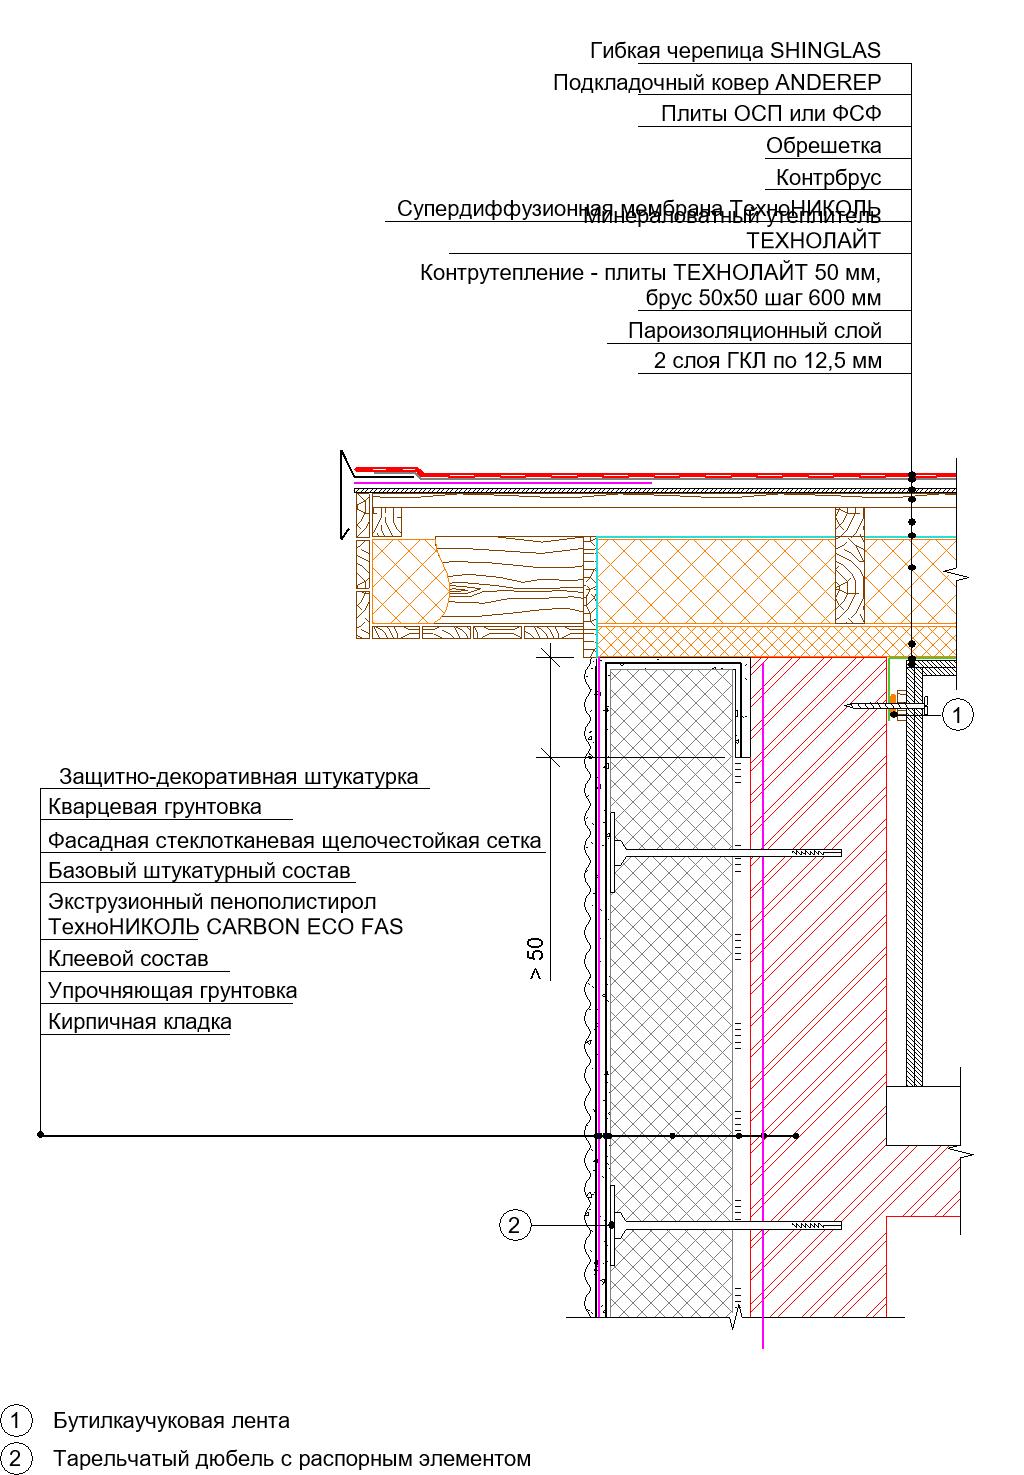 Гибкая черепица SHINGLAS
Подкладочный ковер ANDEREP
Плиты ОСП или ФСФ
Обрешетка
Контрбрус
Супердиффузионная мембрана ТехноНИКОЛЬ
Минераловатный утеплитель
ТЕХНОЛАЙТ
Контрутепление - плиты ТЕХНОЛАЙТ 50 мм,
брус 50х50 шаг 600 мм
Пароизоляционный слой
2 слоя ГКЛ по 12,5 мм
1
Защитно-декоративная штукатурка
Кварцевая грунтовка
Фасадная стеклотканевая щелочестойкая сетка
Базовый штукатурный состав
Экструзионный пенополистирол
ТехноНИКОЛЬ CARBON ECO FAS
Клеевой состав
Упрочняющая грунтовка
Кирпичная кладка
> 50
2
1 Бутилкаучуковая лента
2 Тарельчатый дюбель с распорным элементом